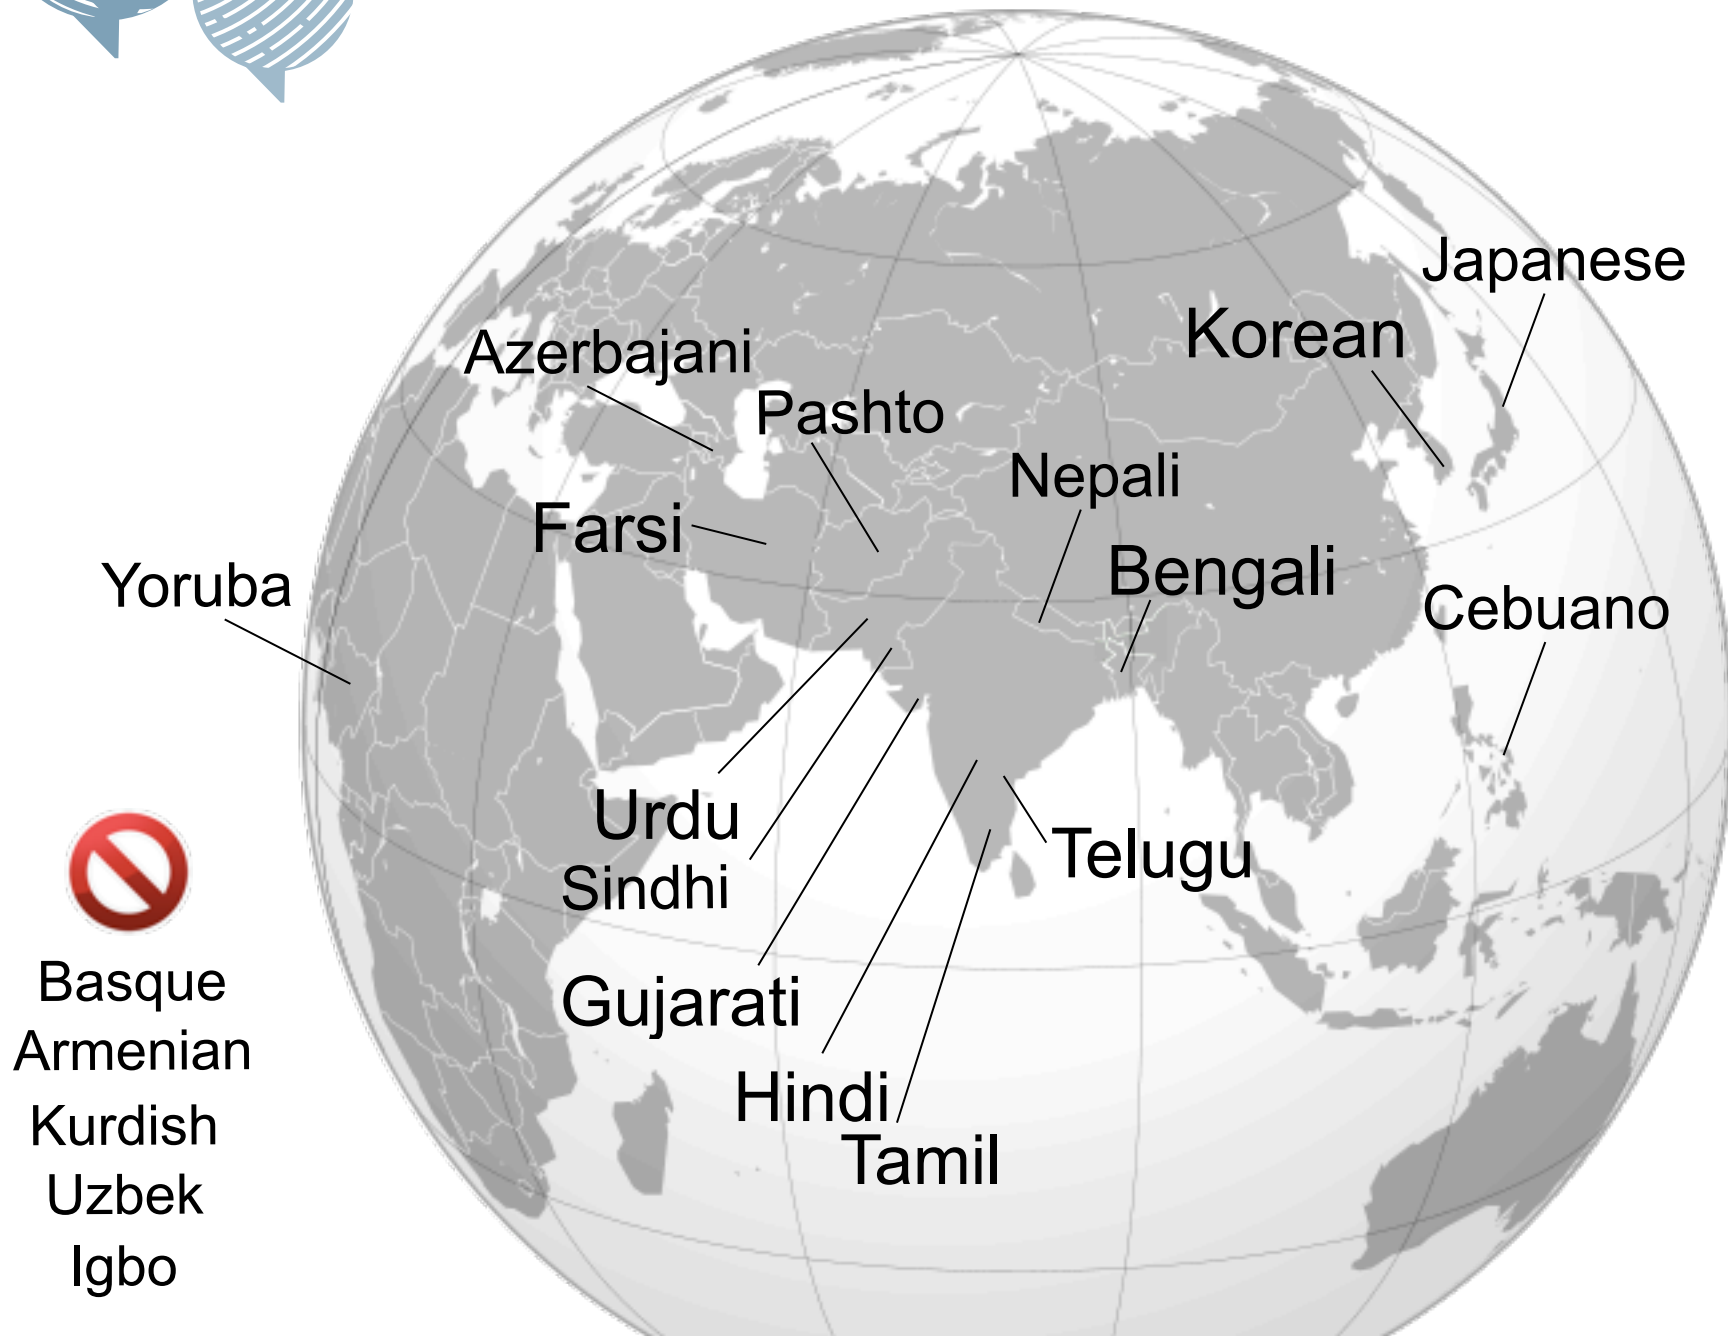 Japanese
Korean
Azerbajani
Pashto
Nepali
Farsi
Bengali
Yoruba
Cebuano
Urdu
Telugu
Sindhi
Gujarati
Hindi
Tamil
Basque
Armenian
Kurdish
Uzbek
Igbo